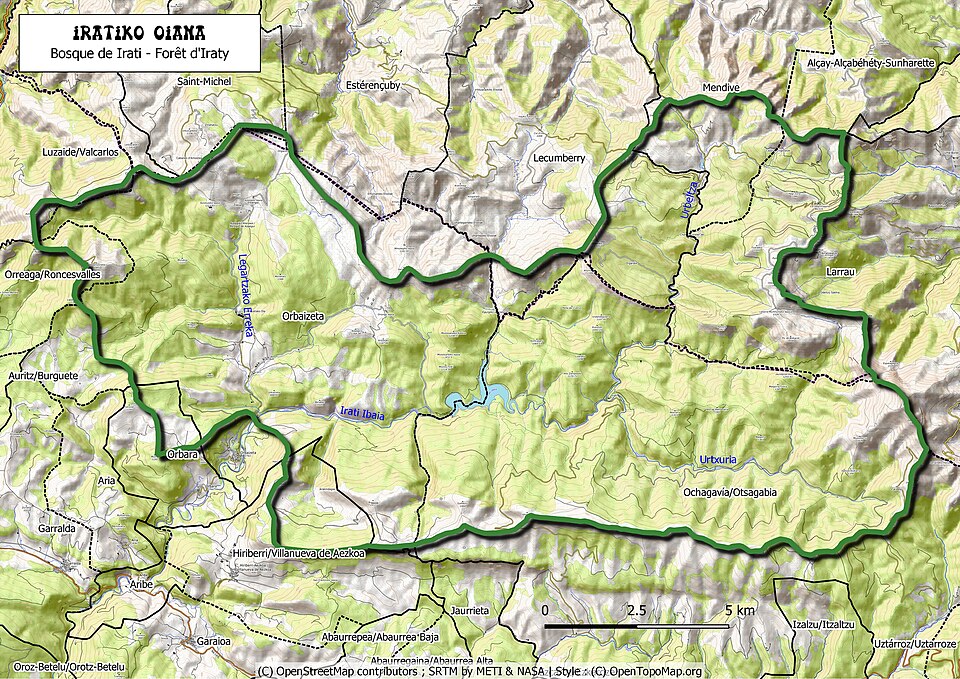 IRATIKO OIANA
Bosque de Irati - Forêt d'Iraty
Saint-Michel
Estérençuby
Mendive
Alçay-Alçabéhéty-Sunharette
Luzaide/Valcarlos
Lecumberry
Urbeltza
Orreaga/Roncesvalles
Larrau
Legartzako Erreka
Orbaizeta
Auritz/Burguete
Irati Ibaia
Orbara
Urtxuria
Aria
Ochagavía/Otsagabia
Garralda
Hiriberri/Villanueva de Aezkoa
Aribe
0 2.5 5 km
Jaurrieta
Izalzu/Itzaltzu
Garaioa
Abaurrepea/Abaurrea Baja
Uztárroz/Uztarroze
Oroz-Betelu/Orotz-Betelu
Abaurregaina/Abaurrea Alta
(C) OpenStreetMap contributors ; SRTM by METI & NASA | Style : (C) OpenTopoMap.org